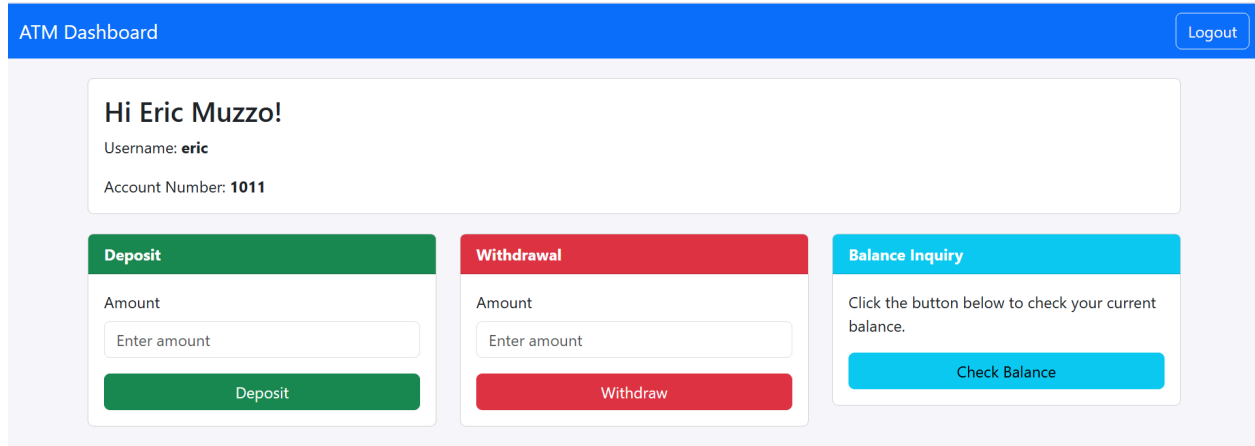 ATM Dashboard
Logout
Hi Eric Muzzo!
Username: eric
Account Number: 1011
Deposit
Amount
Enter amount
Deposit
Withdrawal
Amount
Enter amount
Withdraw
Balance Inquiry
Click the button below to check your current
balance.
Check Balance